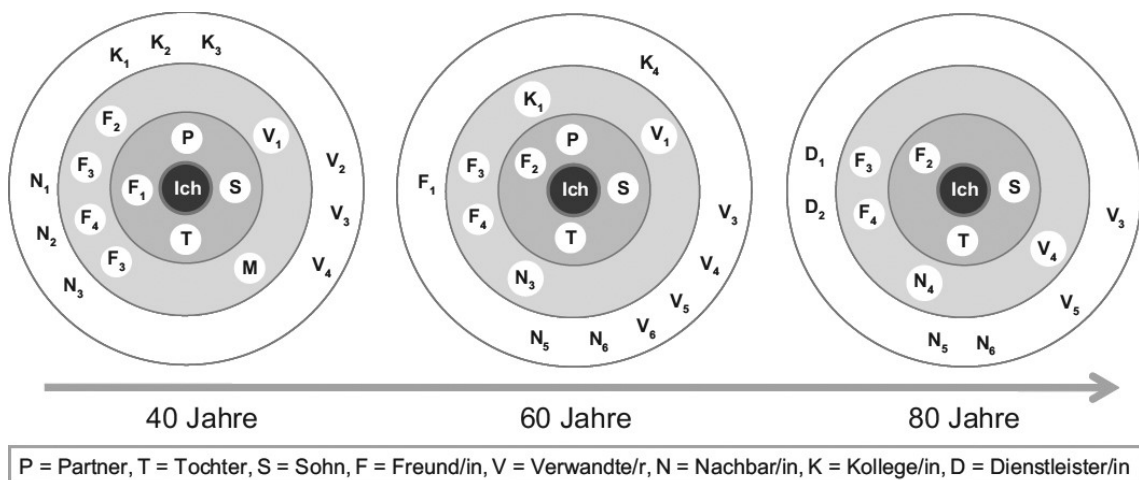 K₁ K₂ K₃
F₂ P V₁
F₃ F₁ Ich S
F₄ T
F₃ M
N₁
N₂
N₃
V₂
V₃
V₄
K₄
K₁ P V₁
F₃ F₂ Ich S
F₁
F₄ T
N₃
V₃
V₄
V₅
V₆
N₅ N₆
D₁ F₃ F₂ Ich S
D₂ F₄ T V₄
N₄
V₃
V₅
N₅ N₆
40 Jahre 60 Jahre 80 Jahre
P = Partner, T = Tochter, S = Sohn, F = Freund/in, V = Verwandte/r, N = Nachbar/in, K = Kollege/in, D = Dienstleister/in